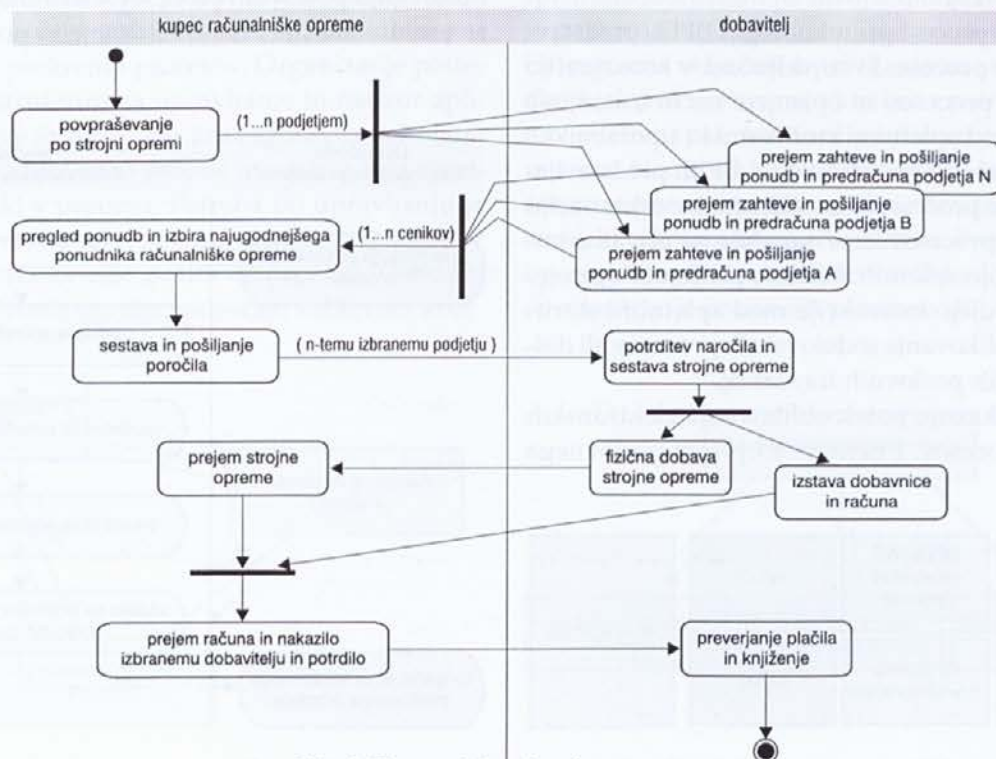 kupec računalniške opreme
dobavitelj
povpraševanje
po strojni opremi
(1...n podjetjem)
prejem zahteve in pošiljanje
ponudb in predračuna podjetja N
prejem zahteve in pošiljanje
ponudb in predračuna podjetja B
prejem zahteve in pošiljanje
ponudb in predračuna podjetja A
pregled ponudb in izbira najugodnejšega
ponudnika računalniške opreme
(1...n cenikov)
sestava in pošiljanje
poročila
( n-temu izbranemu podjetju )
potrditev naročila in
sestava strojne opreme
prejem strojne
opreme
fizična dobava
strojne opreme
izstava dobavnice
in računa
prejem računa in nakazilo
izbranemu dobavitelju in potrdilo
preverjanje plačila
in knjiženje